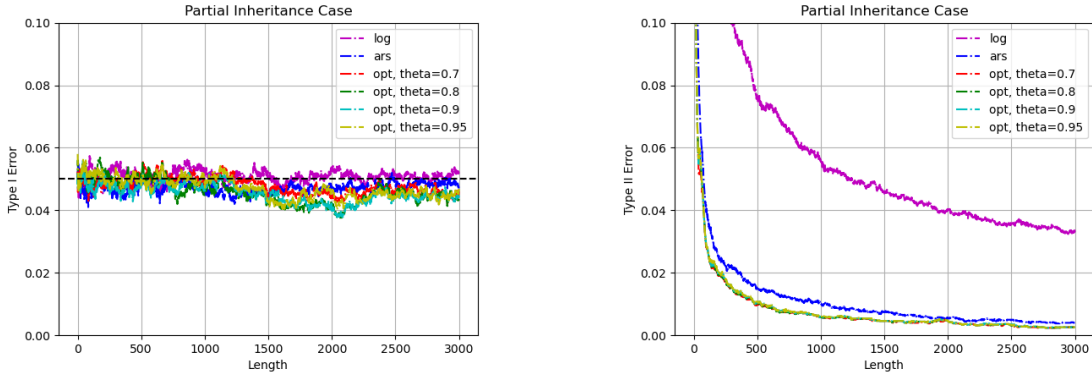 Partial Inheritance Case
Type I Error
0.10
0.08
0.06
0.04
0.02
0.00
log
ars
opt, theta=0.7
opt, theta=0.8
opt, theta=0.9
opt, theta=0.95
0
500
1000
1500
2000
2500
3000
Length
Partial Inheritance Case
Type II Error
0.10
0.08
0.06
0.04
0.02
0.00
log
ars
opt, theta=0.7
opt, theta=0.8
opt, theta=0.9
opt, theta=0.95
0
500
1000
1500
2000
2500
3000
Length